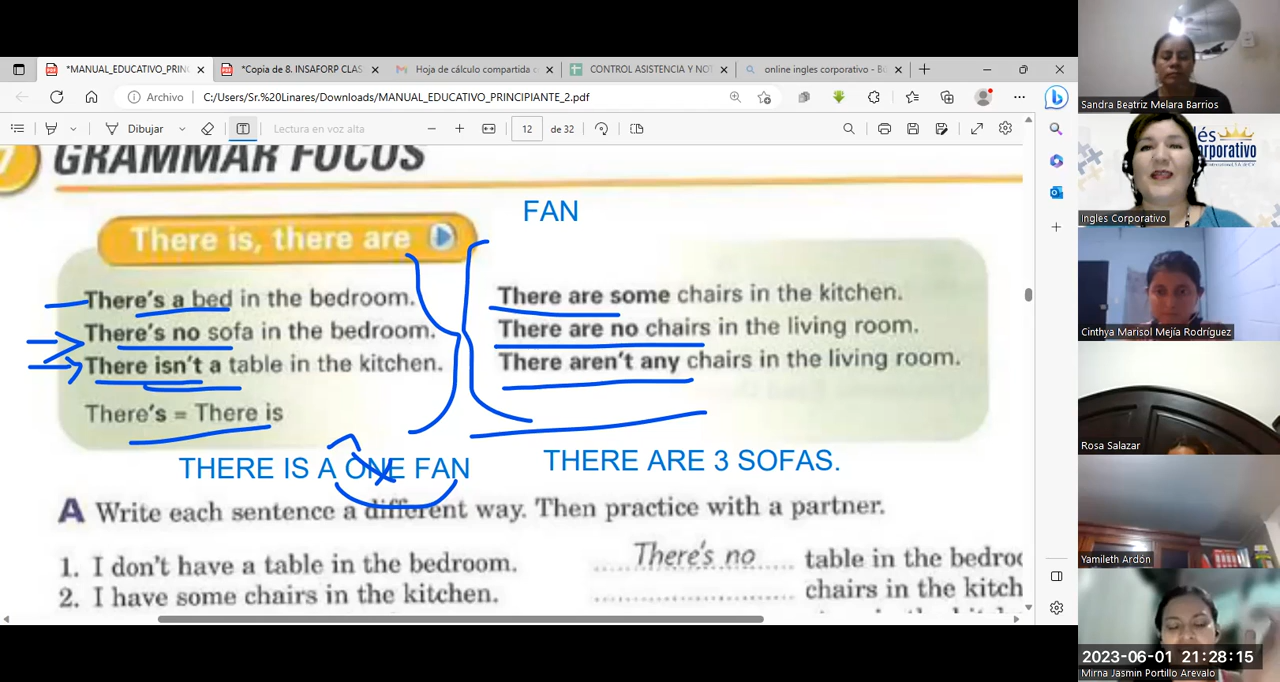 *MANUAL_EDUCATIVO_PRIN
*Copia de 8. INSAFORP CLAS
Hoja de cálculo compartida c
CONTROL ASISTENCIA Y NOT
online ingles corporativo - B
Archivo
C:/Users/Sr.%20Linares/Downloads/MANUAL_EDUCATIVO_PRINCIPIANTE_2.pdf
Dibujar
Lectura en voz alta
12
de 32
GRAMMAR FOCUS
FAN
There is, there are
There's a bed in the bedroom.
There's no sofa in the bedroom.
There isn't a table in the kitchen.
There's = There is
There are some chairs in the kitchen.
There are no chairs in the living room.
There aren't any chairs in the living room.
THERE IS A ONE FAN
THERE ARE 3 SOFAS.
A Write each sentence a different way. Then practice with a partner.
1. I don't have a table in the bedroom.
There's no table in the bedroo
2. I have some chairs in the kitchen.
chairs in the kitch
Sandra Beatriz Melara Barrios
lés
orporativo
Ingles Corporativo
Cinthya Marisol Mejía Rodríguez
Rosa Salazar
Yamileth Ardón
2023-06-01 21:28:15
Mirna Jasmin Portillo Arevalo